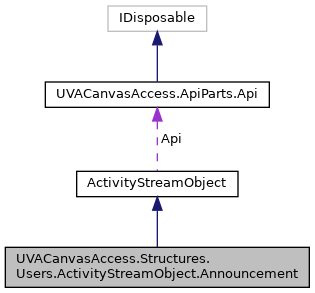 IDisposable
UVACanvasAccess.ApiParts.Api
Api
ActivityStreamObject
UVACanvasAccess.Structures.
Users.ActivityStreamObject.Announcement